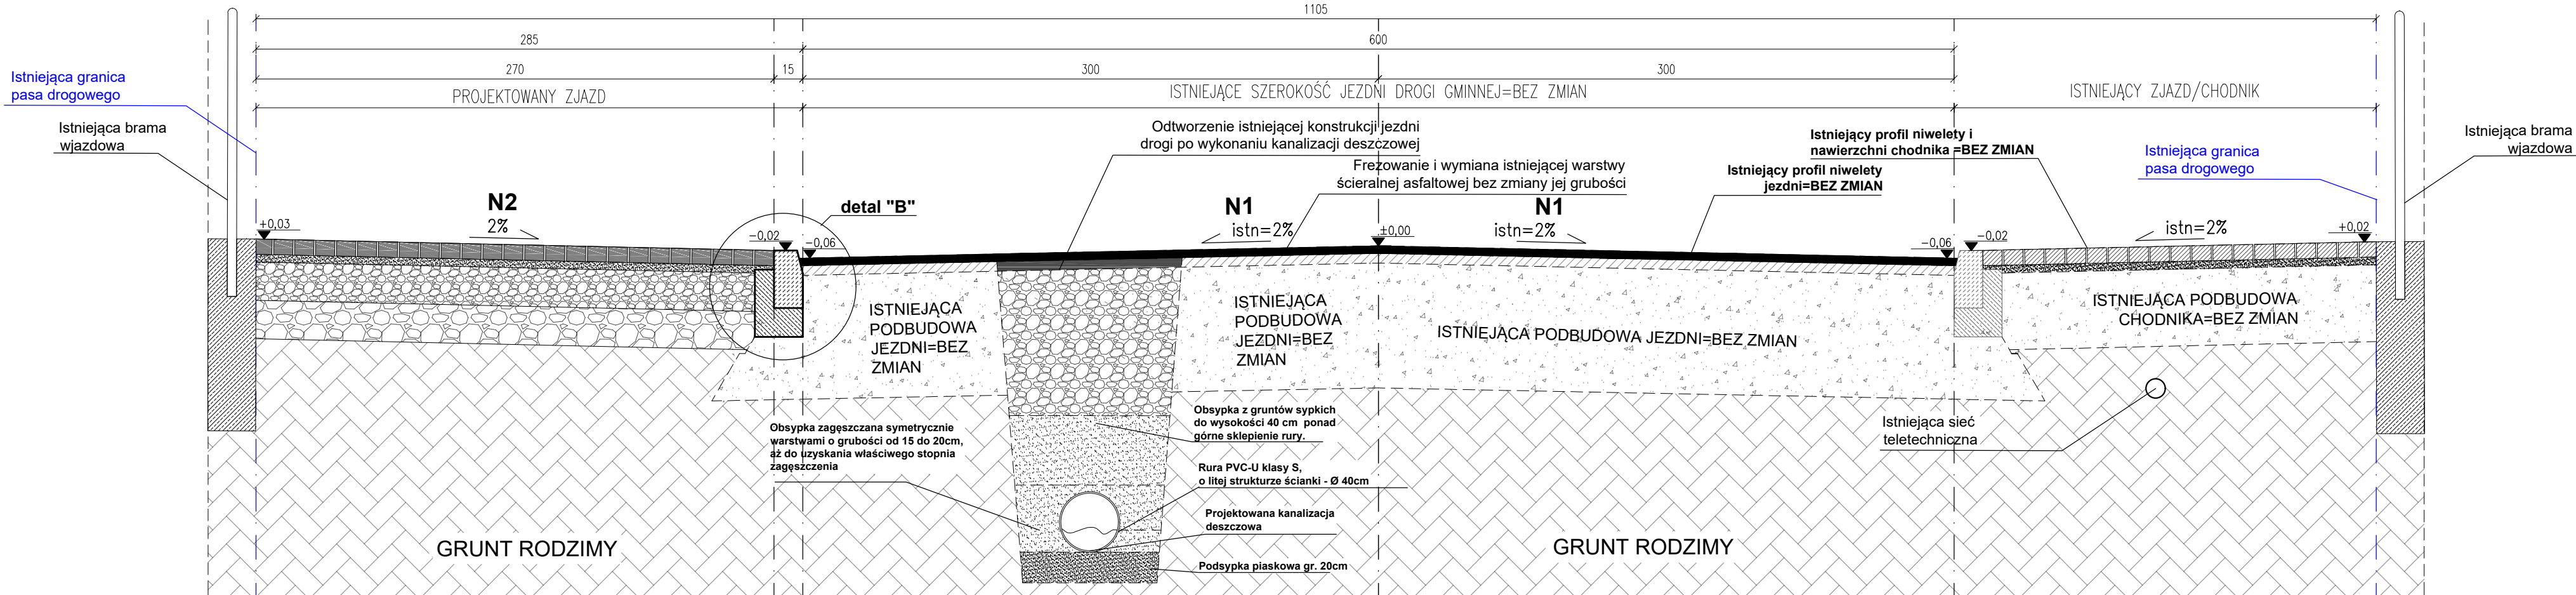 1105
285
600
270
15
300
300
PROJEKTOWANY ZJAZD
ISTNIEJĄCE SZEROKOŚĆ JEZDNI DROGI GMINNEJ=BEZ ZMIAN
ISTNIEJĄCY ZJAZD/CHODNIK
Istniejąca granica
pasa drogowego
Istniejąca brama
wjazdowa
Odtworzenie istniejącej konstrukcji jezdni
drogi po wykonaniu kanalizacji deszczowej
Frezowanie i wymiana istniejącej warstwy
ścieralnej asfaltowej bez zmiany jej grubości
Istniejący profil niwelety i
nawierzchni chodnika =BEZ ZMIAN
Istniejący profil niwelety
jezdni=BEZ ZMIAN
Istniejąca granica
pasa drogowego
Istniejąca brama
wjazdowa
N2
2%
detal "B"
N1
istn=2%
N1
istn=2%
istn=2%
+0,03
-0,02
-0,06
±0,00
-0,06
-0,02
+0,02
ISTNIEJĄCA
PODBUDOWA
JEZDNI=BEZ
ZMIAN
ISTNIEJĄCA
PODBUDOWA
JEZDNI=BEZ
ZMIAN
ISTNIEJĄCA PODBUDOWA JEZDNI=BEZ ZMIAN
ISTNIEJĄCA PODBUDOWA
CHODNIKA=BEZ ZMIAN
Obsypka zagęszczana symetrycznie
warstwami o grubości od 15 do 20cm,
aż do uzyskania właściwego stopnia
zagęszczenia
Obsypka z gruntów sypkich
do wysokości 40 cm ponad
górne sklepienie rury.
Rura PVC-U klasy S,
o litej strukturze ścianki - Ø 40cm
Projektowana kanalizacja
deszczowa
Podsypka piaskowa gr. 20cm
Istniejąca sieć
teletechniczna
GRUNT RODZIMY
GRUNT RODZIMY